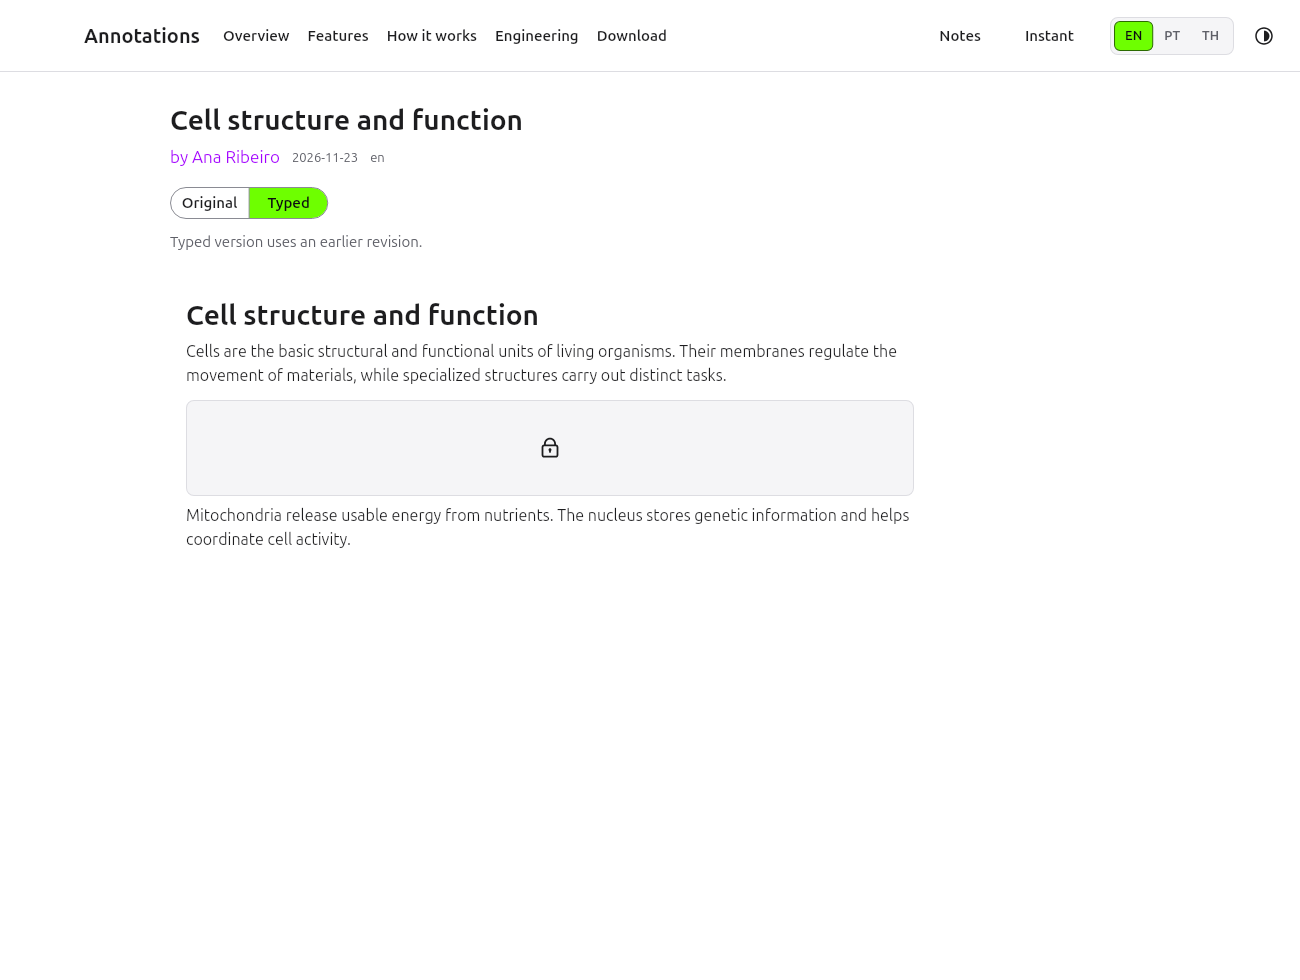 Annotations Overview Features How it works Engineering Download Notes Instant EN PT TH
Cell structure and function
by Ana Ribeiro 2026-11-23 en
Original Typed
Typed version uses an earlier revision.
Cell structure and function
Cells are the basic structural and functional units of living organisms. Their membranes regulate the
movement of materials, while specialized structures carry out distinct tasks.
Mitochondria release usable energy from nutrients. The nucleus stores genetic information and helps
coordinate cell activity.